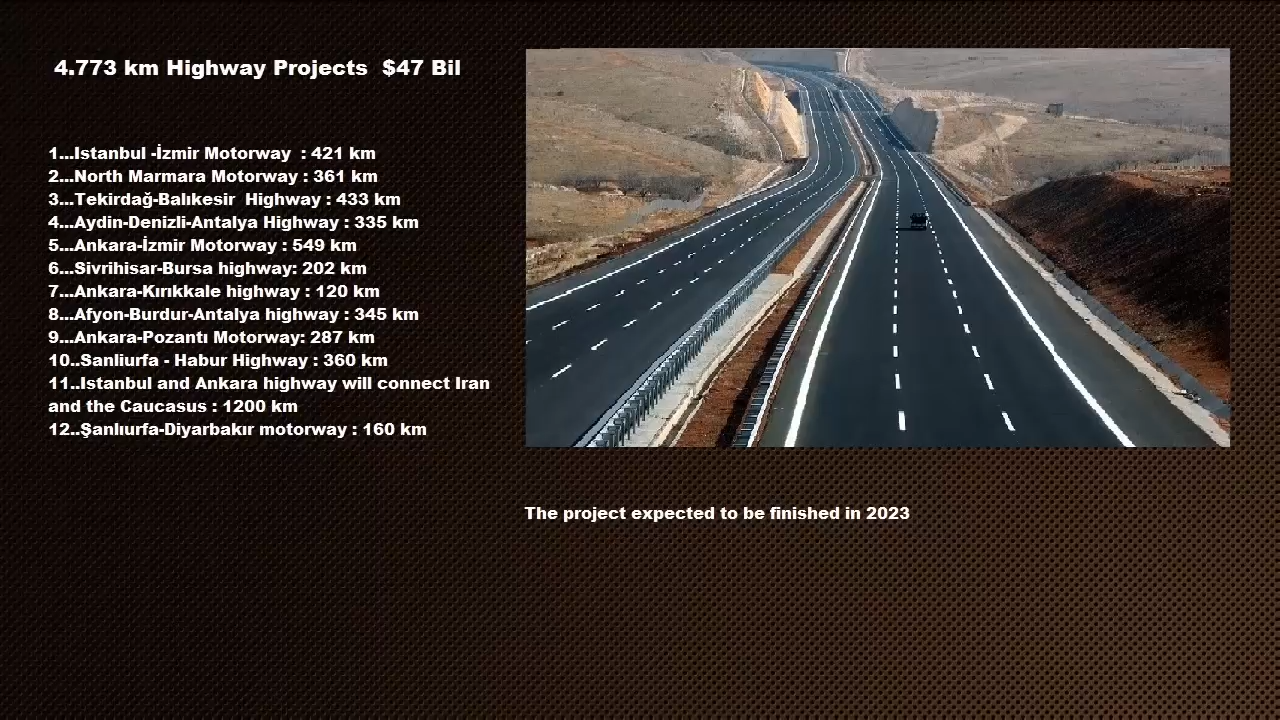 4.773 km Highway Projects  $47 Bil
1...Istanbul -İzmir Motorway  : 421 km
2...North Marmara Motorway : 361 km
3...Tekirdağ-Balıkesir  Highway : 433 km
4...Aydin-Denizli-Antalya Highway : 335 km
5...Ankara-İzmir Motorway : 549 km
6...Sivrihisar-Bursa highway: 202 km
7...Ankara-Kırıkkale highway : 120 km
8...Afyon-Burdur-Antalya highway : 345 km
9...Ankara-Pozantı Motorway: 287 km
10..Sanliurfa - Habur Highway : 360 km
11..Istanbul and Ankara highway will connect Iran
and the Caucasus : 1200 km
12..Şanlıurfa-Diyarbakır motorway : 160 km
The project expected to be finished in 2023